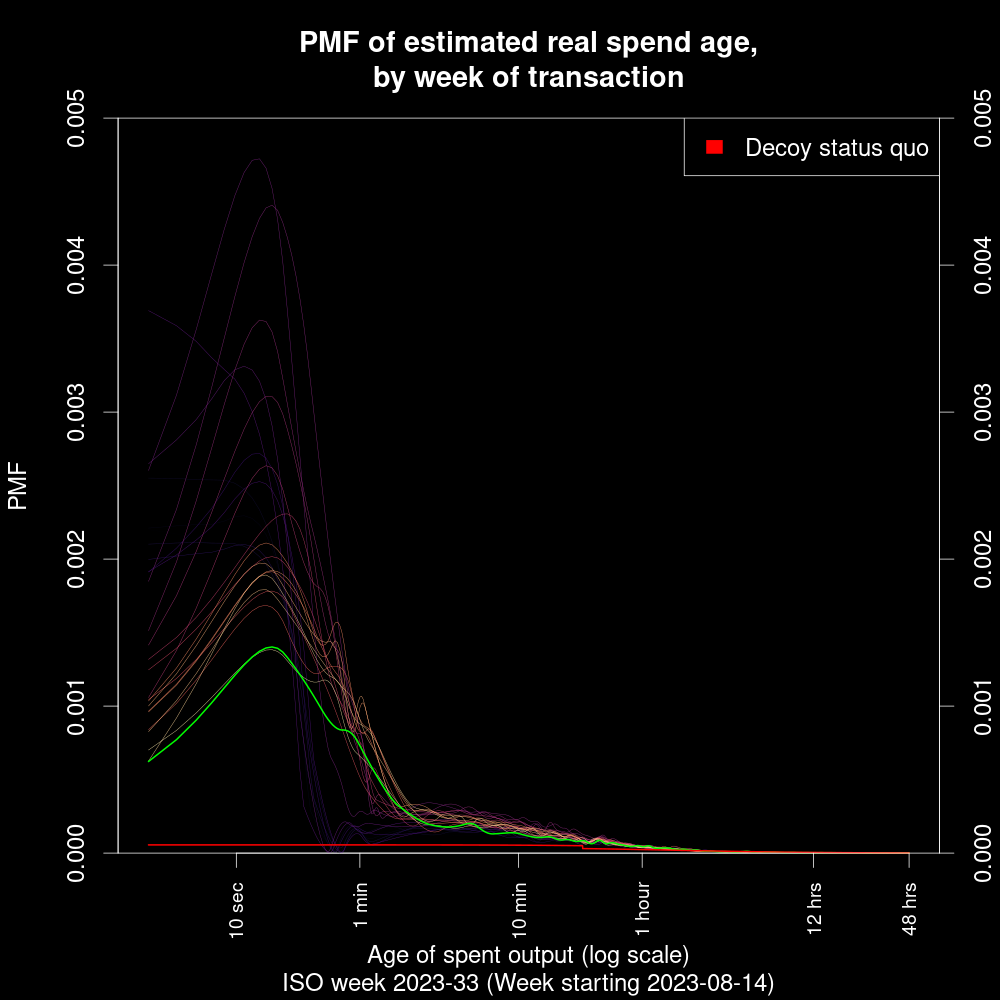 PMF of estimated real spend age,
by week of transaction
Decoy status quo
PMF
0.005
0.004
0.003
0.002
0.001
0.000
0.005
0.004
0.003
0.002
0.001
0.000
10 sec
1 min
10 min
1 hour
12 hrs
48 hrs
Age of spent output (log scale)
ISO week 2023-33 (Week starting 2023-08-14)